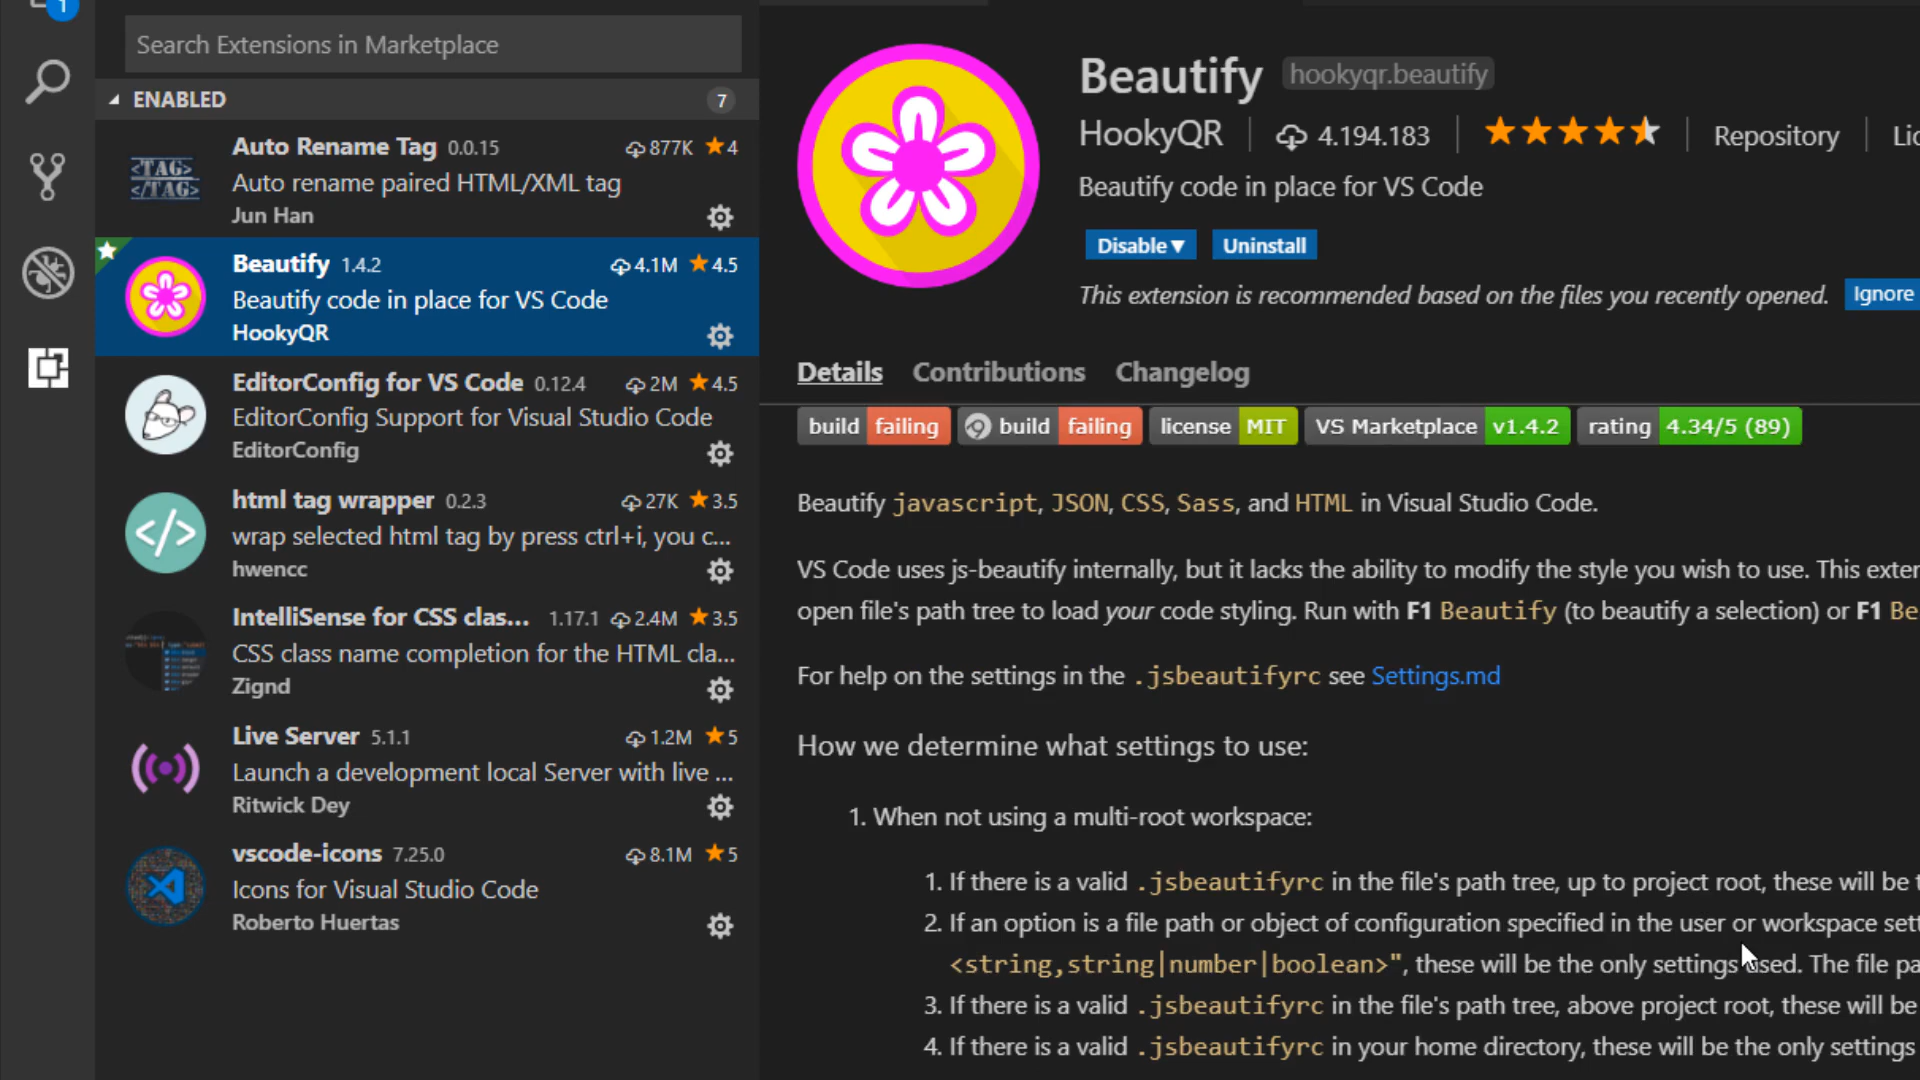 1
Search Extensions in Marketplace
ENABLED 7
<TAG>
</TAG>
Auto Rename Tag 0.0.15 877K 4
Auto rename paired HTML/XML tag
Jun Han
Beautify 1.4.2 4.1M 4.5
Beautify code in place for VS Code
HookyQR
EditorConfig for VS Code 0.12.4 2M 4.5
EditorConfig Support for Visual Studio Code
EditorConfig
</>
html tag wrapper 0.2.3 27K 3.5
wrap selected html tag by press ctrl+i, you c...
hwencc
IntelliSense for CSS clas... 1.17.1 2.4M 3.5
CSS class name completion for the HTML cla...
Zignd
Live Server 5.1.1 1.2M 5
Launch a development local Server with live ...
Ritwick Dey
vscode-icons 7.25.0 8.1M 5
Icons for Visual Studio Code
Roberto Huertas
Beautify hookyqr.beautify
HookyQR 4.194.183 Repository Lic
Beautify code in place for VS Code
Disable▼ Uninstall
This extension is recommended based on the files you recently opened. Ignore
Details Contributions Changelog
build failing build failing license MIT VS Marketplace v1.4.2 rating 4.34/5 (89)
Beautify javascript, JSON, CSS, Sass, and HTML in Visual Studio Code.
VS Code uses js-beautify internally, but it lacks the ability to modify the style you wish to use. This exter
open file's path tree to load your code styling. Run with F1 Beautify (to beautify a selection) or F1 Be
For help on the settings in the .jsbeautifyrc see Settings.md
How we determine what settings to use:
1. When not using a multi-root workspace:
1. If there is a valid .jsbeautifyrc in the file's path tree, up to project root, these will be t
2. If an option is a file path or object of configuration specified in the user or workspace sett
<string,string|number|boolean>", these will be the only settings used. The file pa
3. If there is a valid .jsbeautifyrc in the file's path tree, above project root, these will be
4. If there is a valid .jsbeautifyrc in your home directory, these will be the only settings